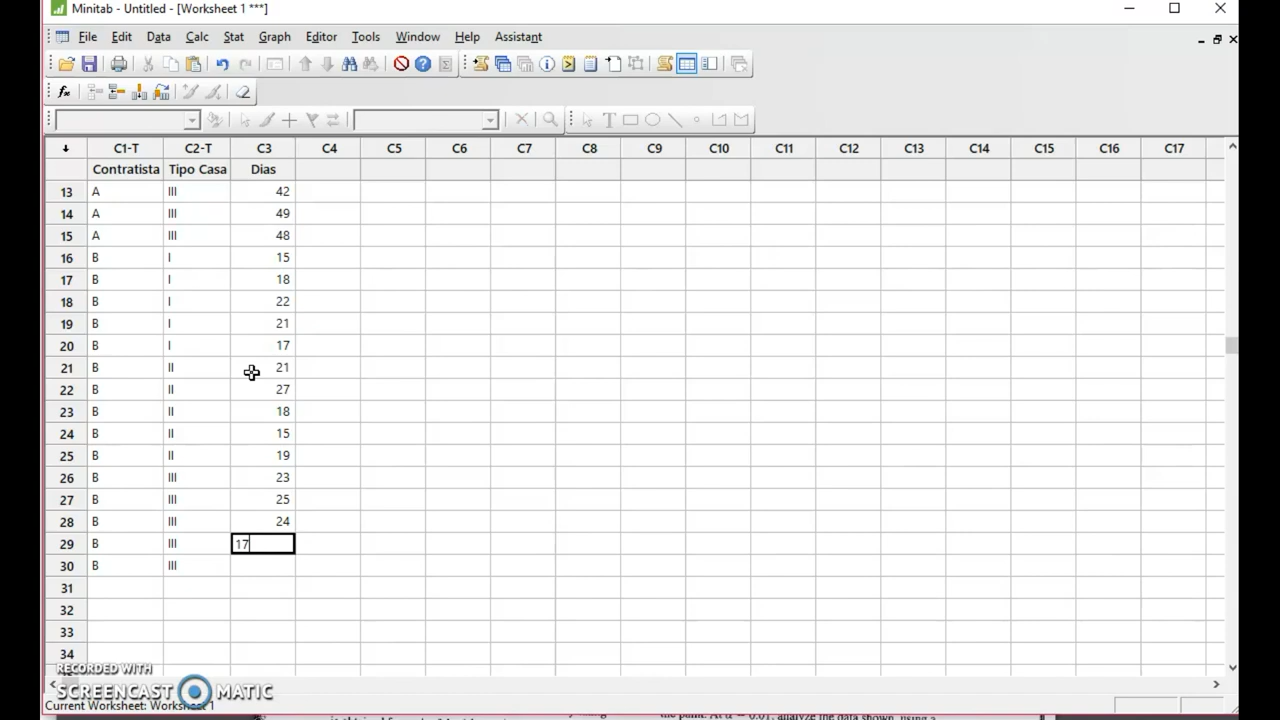 Minitab - Untitled - [Worksheet 1 ***]
File Edit Data Calc Stat Graph Editor Tools Window Help Assistant
C1-T C2-T C3 C4 C5 C6 C7 C8 C9 C10 C11 C12 C13 C14 C15 C16 C17
Contratista Tipo Casa Dias
13 A III 42
14 A III 49
15 A III 48
16 B I 15
17 B I 18
18 B I 22
19 B I 21
20 B I 17
21 B II 21
22 B II 27
23 B II 18
24 B II 15
25 B II 19
26 B III 23
27 B III 25
28 B III 24
29 B III 17
30 B III
31
32
33
34
RECORDED WITH
SCREENCAST MATIC
Current Worksheet: Worksheet 1
analyze the data shown, using a